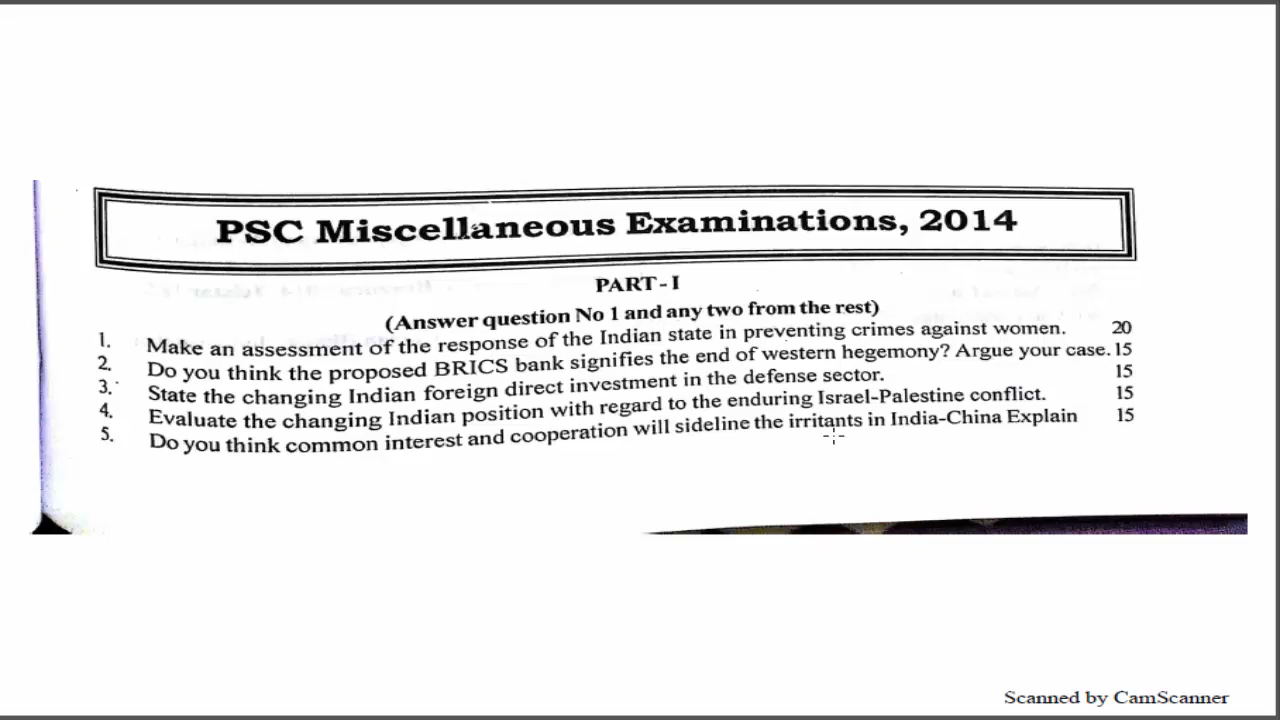 PSC Miscellaneous Examinations, 2014
PART-I
(Answer question No 1 and any two from the rest)
1. Make an assessment of the response of the Indian state in preventing crimes against women. 20
2. Do you think the proposed BRICS bank signifies the end of western hegemony? Argue your case. 15
3. State the changing Indian foreign direct investment in the defense sector. 15
4. Evaluate the changing Indian position with regard to the enduring Israel-Palestine conflict. 15
5. Do you think common interest and cooperation will sideline the irritants in India-China Explain 15
Scanned by CamScanner